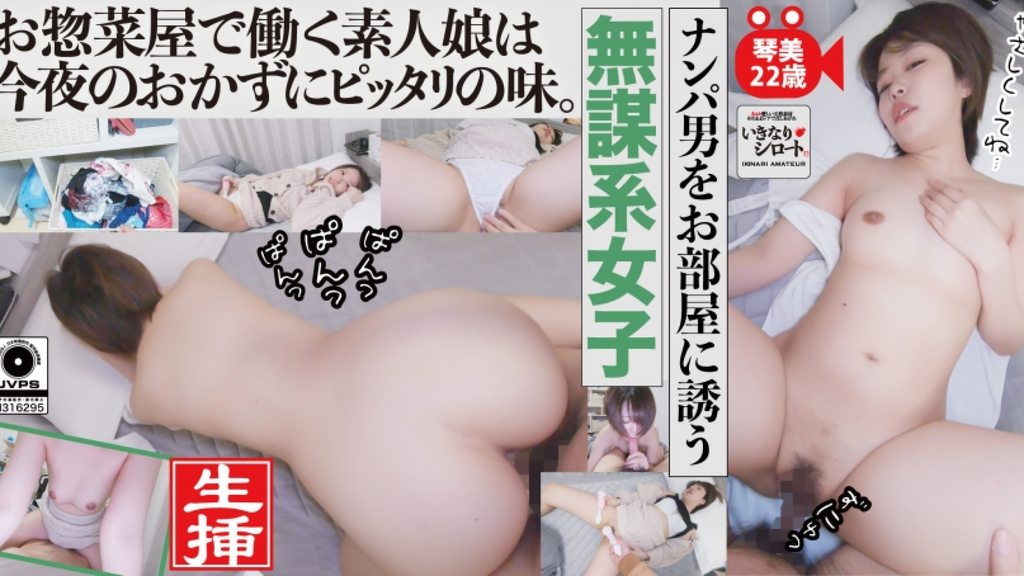 お惣菜屋で働く素人娘は
今夜のおかずにピッタリの味。
ナンパ男をお部屋に誘う
無謀系女子
琴美
22歳
いきなり
シロート
IKINARI AMATEUR
やさしくしてね…
ぱんっ
ぱんっ
ぱんっ
JVPS
生挿